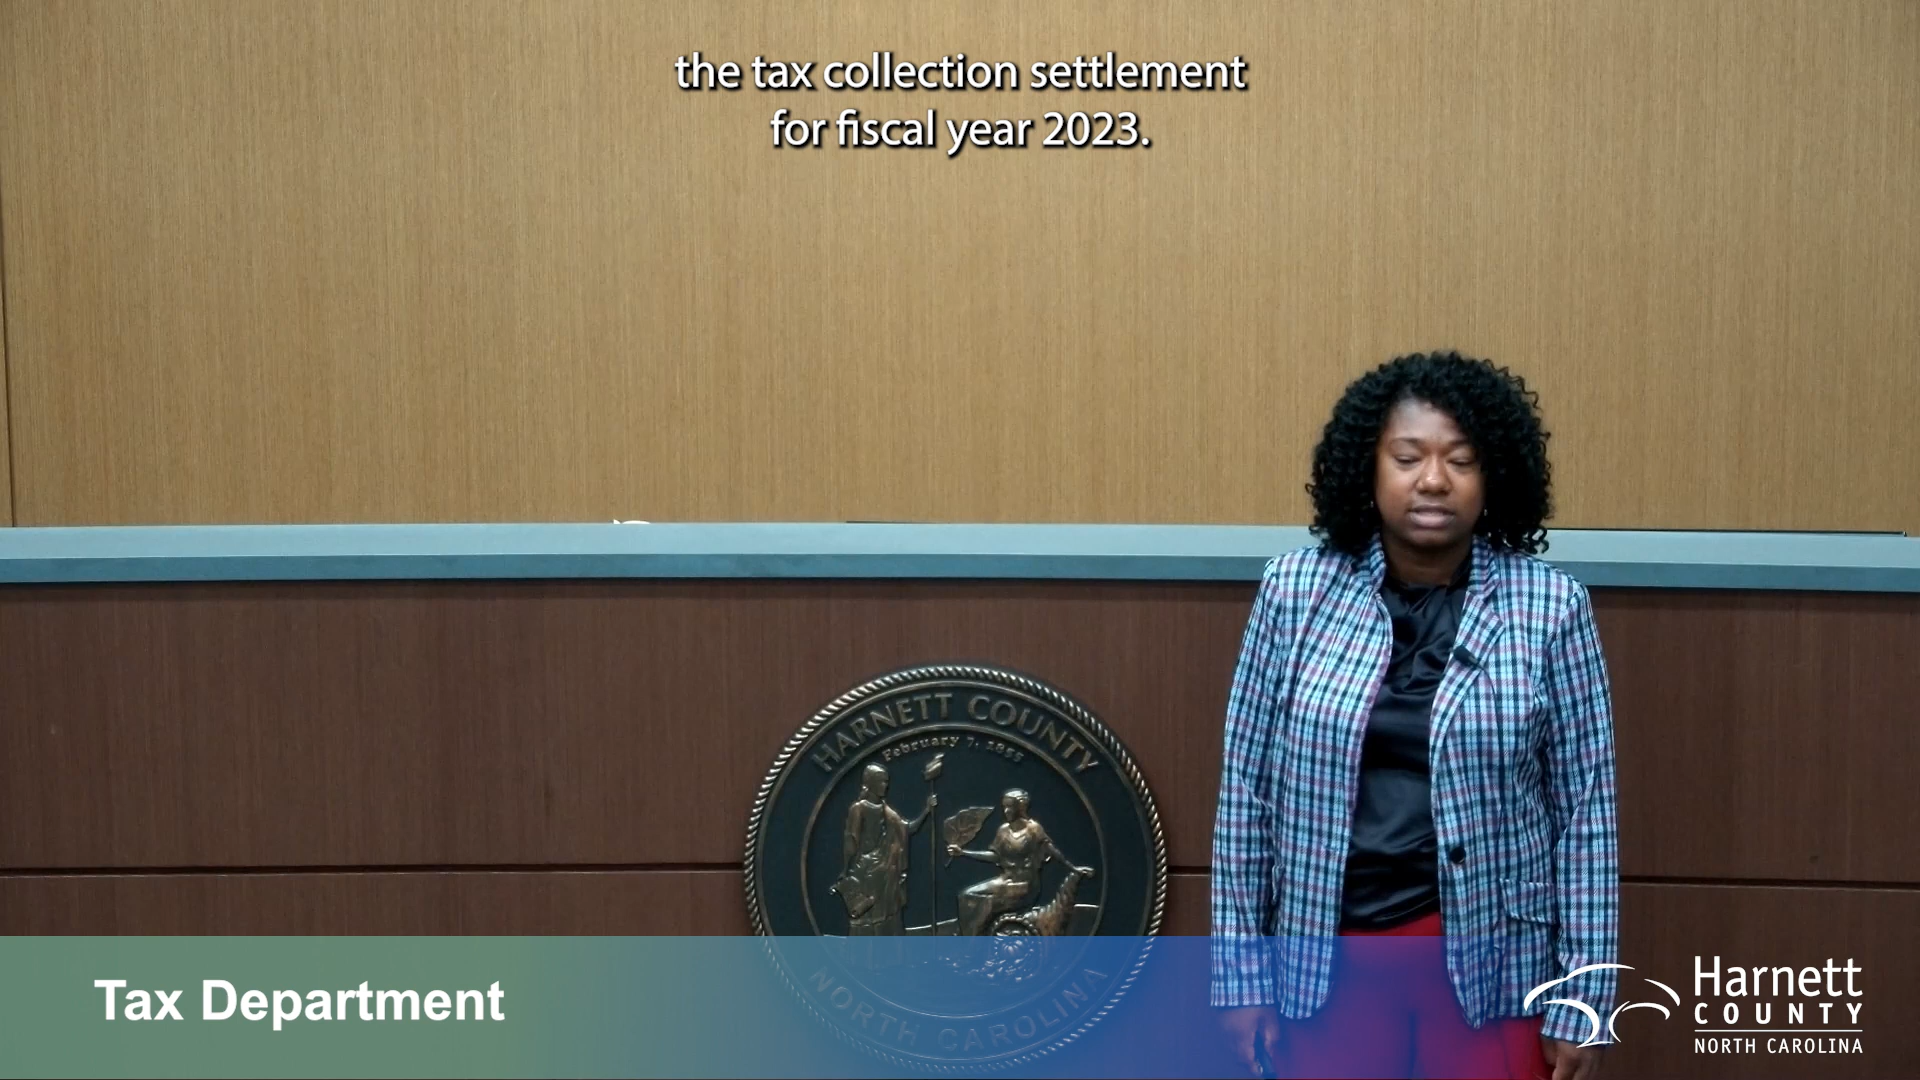 the tax collection settlement
for fiscal year 2023.
HARNETT COUNTY
February 7, 1855
NORTH CAROLINA
Tax Department
Harnett
COUNTY
NORTH CAROLINA